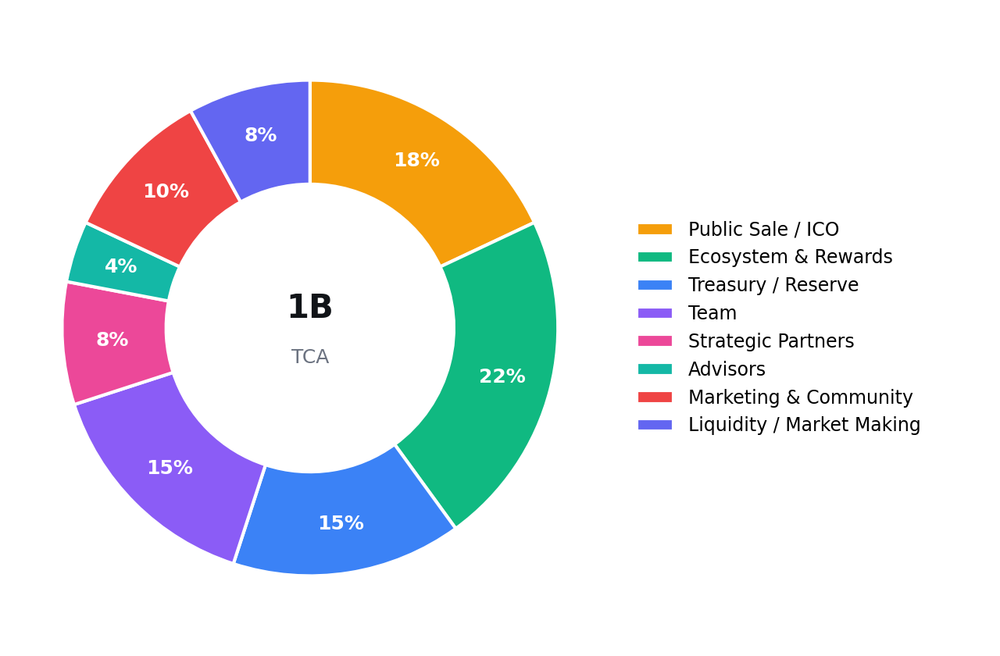 18%
22%
15%
15%
8%
4%
10%
8%
1B
TCA
Public Sale / ICO
Ecosystem & Rewards
Treasury / Reserve
Team
Strategic Partners
Advisors
Marketing & Community
Liquidity / Market Making